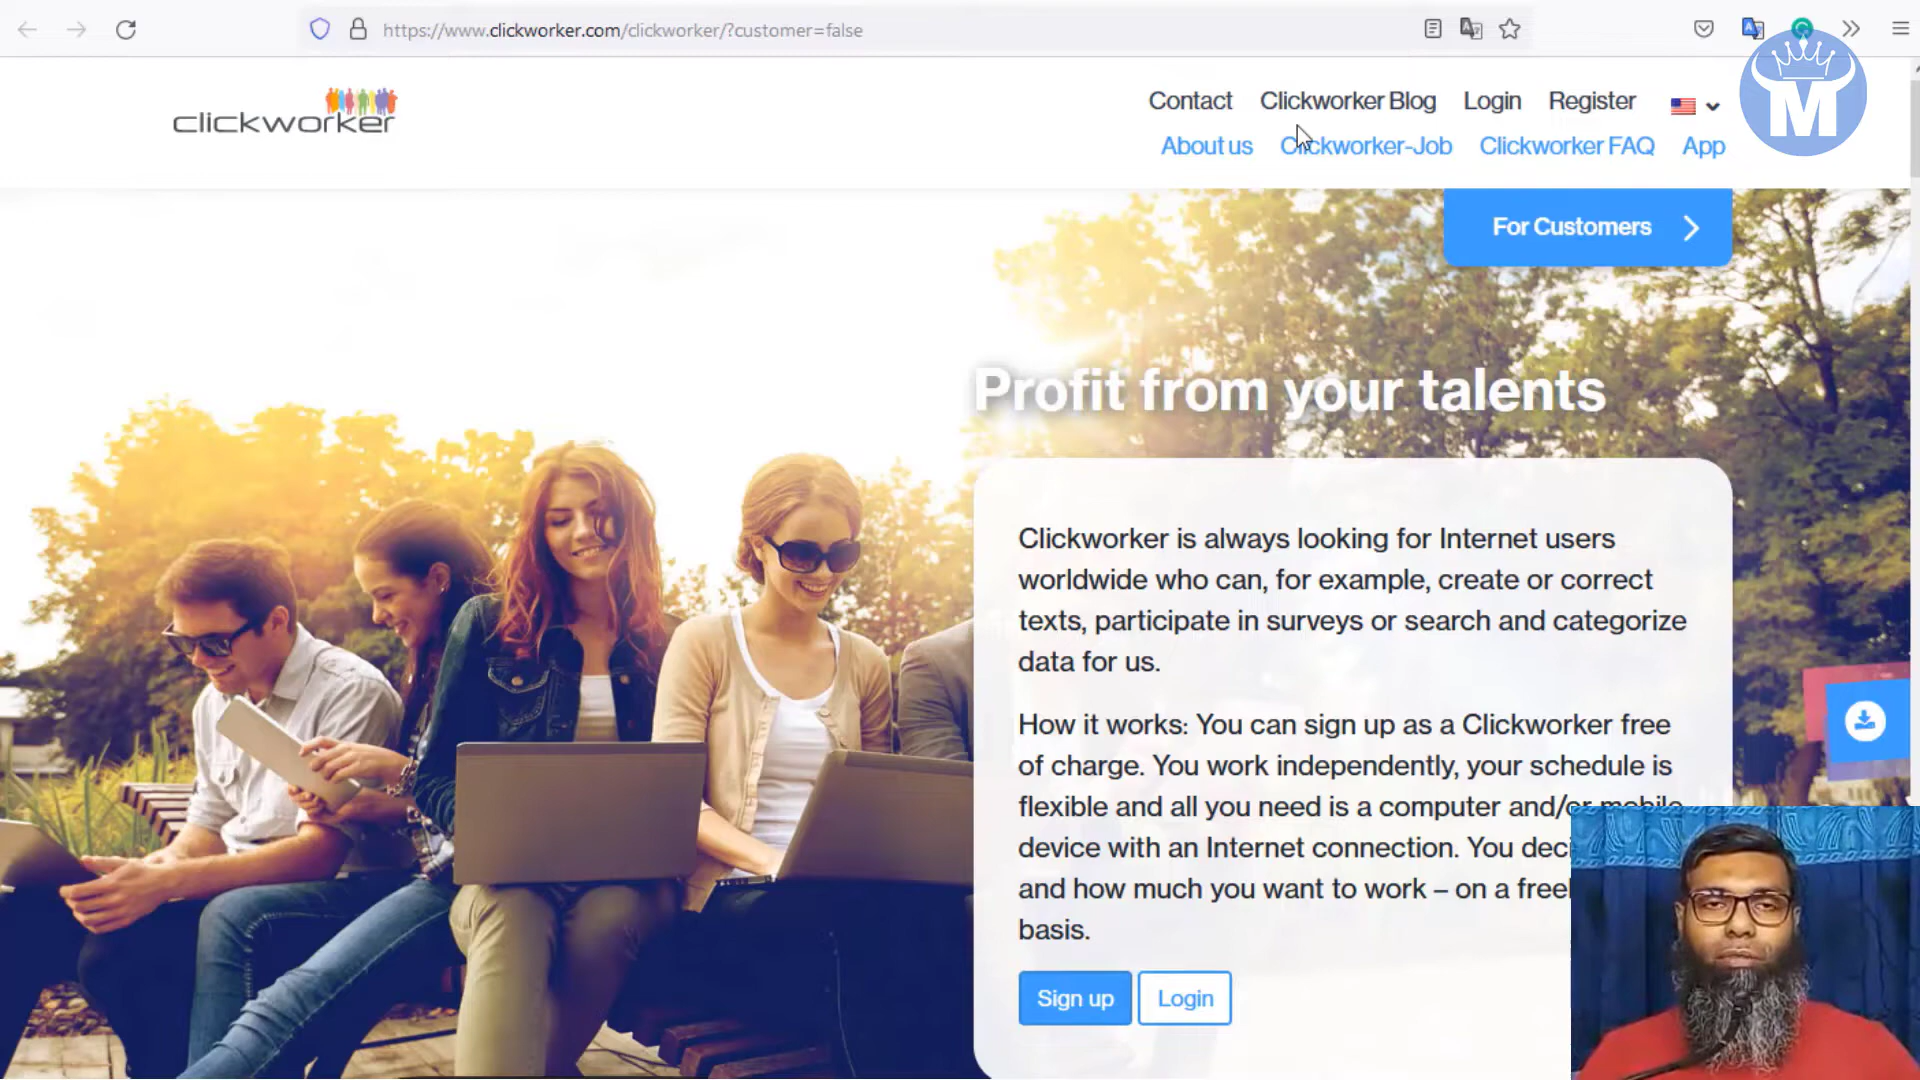 https://www.clickworker.com/clickworker/?customer=false
clickworker
Contact Clickworker Blog Login Register
About us Clickworker-Job Clickworker FAQ App
M
For Customers
Profit from your talents
Clickworker is always looking for Internet users
worldwide who can, for example, create or correct
texts, participate in surveys or search and categorize
data for us.
How it works: You can sign up as a Clickworker free
of charge. You work independently, your schedule is
flexible and all you need is a computer and/or mobile
device with an Internet connection. You deci
and how much you want to work – on a freel
basis.
Sign up Login